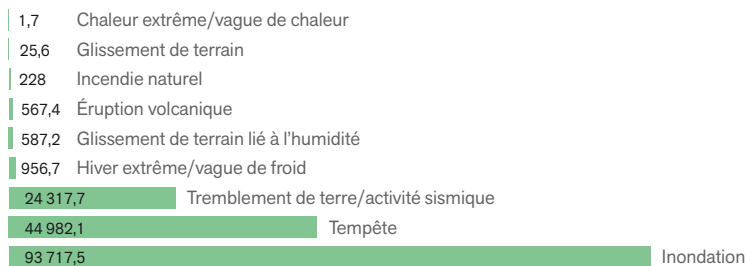 1,7 Chaleur extrême/vague de chaleur
25,6 Glissement de terrain
228 Incendie naturel
567,4 Éruption volcanique
587,2 Glissement de terrain lié à l’humidité
956,7 Hiver extrême/vague de froid
24 317,7 Tremblement de terre/activité sismique
44 982,1 Tempête
93 717,5 Inondation